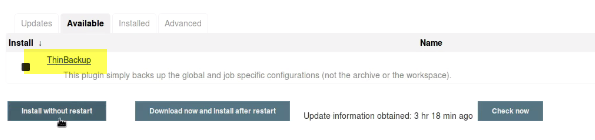 Updates Available Installed Advanced
Install ↓ Name
ThinBackup
This plugin simply backs up the global and job specific configurations (not the archive or the workspace).
Install without restart Download now and install after restart Update information obtained: 3 hr 18 min ago Check now